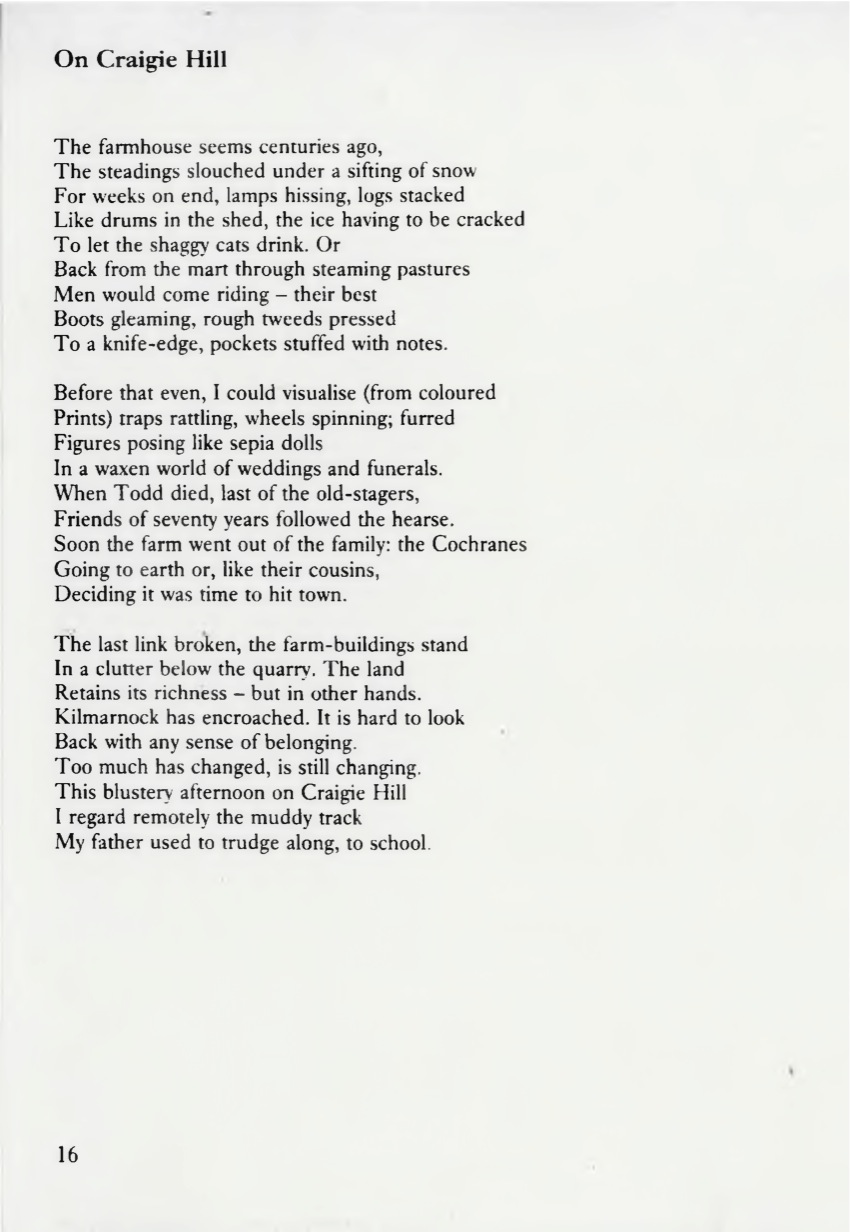 On Craigie Hill
The farmhouse seems centuries ago,
The steadings slouched under a sifting of snow
For weeks on end, lamps hissing, logs stacked
Like drums in the shed, the ice having to be cracked
To let the shaggy cats drink. Or
Back from the mart through steaming pastures
Men would come riding – their best
Boots gleaming, rough tweeds pressed
To a knife-edge, pockets stuffed with notes.
Before that even, I could visualise (from coloured
Prints) traps rattling, wheels spinning; furred
Figures posing like sepia dolls
In a waxen world of weddings and funerals.
When Todd died, last of the old-stagers,
Friends of seventy years followed the hearse.
Soon the farm went out of the family: the Cochranes
Going to earth or, like their cousins,
Deciding it was time to hit town.
The last link broken, the farm-buildings stand
In a clutter below the quarry. The land
Retains its richness – but in other hands.
Kilmarnock has encroached. It is hard to look
Back with any sense of belonging.
Too much has changed, is still changing.
This blustery afternoon on Craigie Hill
I regard remotely the muddy track
My father used to trudge along, to school.
16